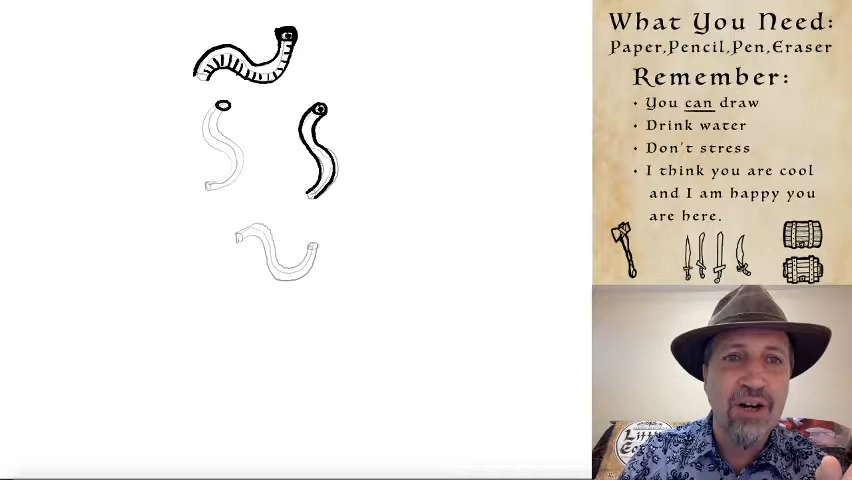 What You Need:
Paper,Pencil,Pen,Eraser
Remember:
• You can draw
• Drink water
• Don't stress
• I think you are cool
and I am happy you
are here.